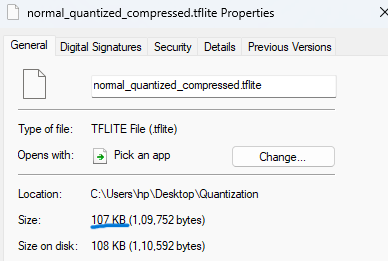 normal_quantized_compressed.tflite Properties
General Digital Signatures Security Details Previous Versions
normal_quantized_compressed.tflite
Type of file: TFLITE File (.tflite)
Opens with: Pick an app Change...
Location: C:\Users\hp\Desktop\Quantization
Size: 107 KB (1,09,752 bytes)
Size on disk: 108 KB (1,10,592 bytes)